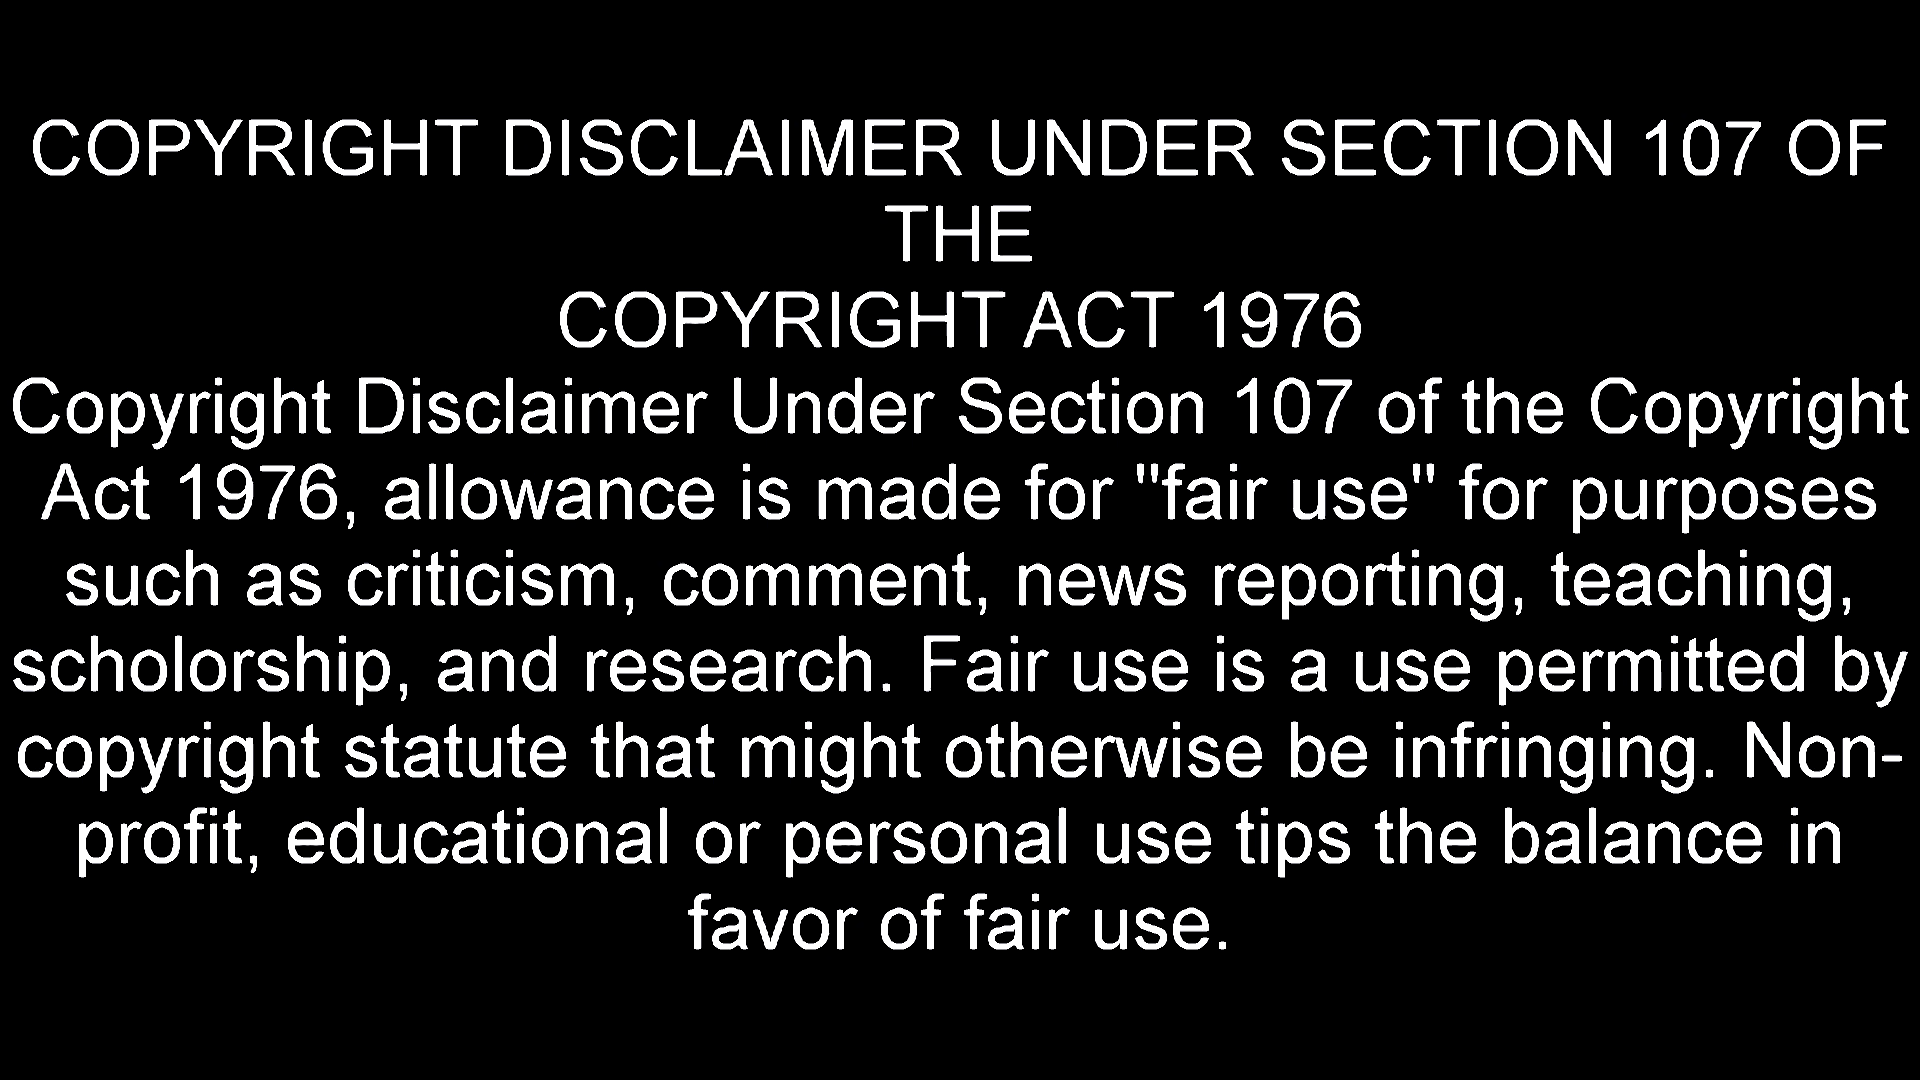 COPYRIGHT DISCLAIMER UNDER SECTION 107 OF
THE
COPYRIGHT ACT 1976
Copyright Disclaimer Under Section 107 of the Copyright
Act 1976, allowance is made for "fair use" for purposes
such as criticism, comment, news reporting, teaching,
scholorship, and research. Fair use is a use permitted by
copyright statute that might otherwise be infringing. Non-
profit, educational or personal use tips the balance in
favor of fair use.